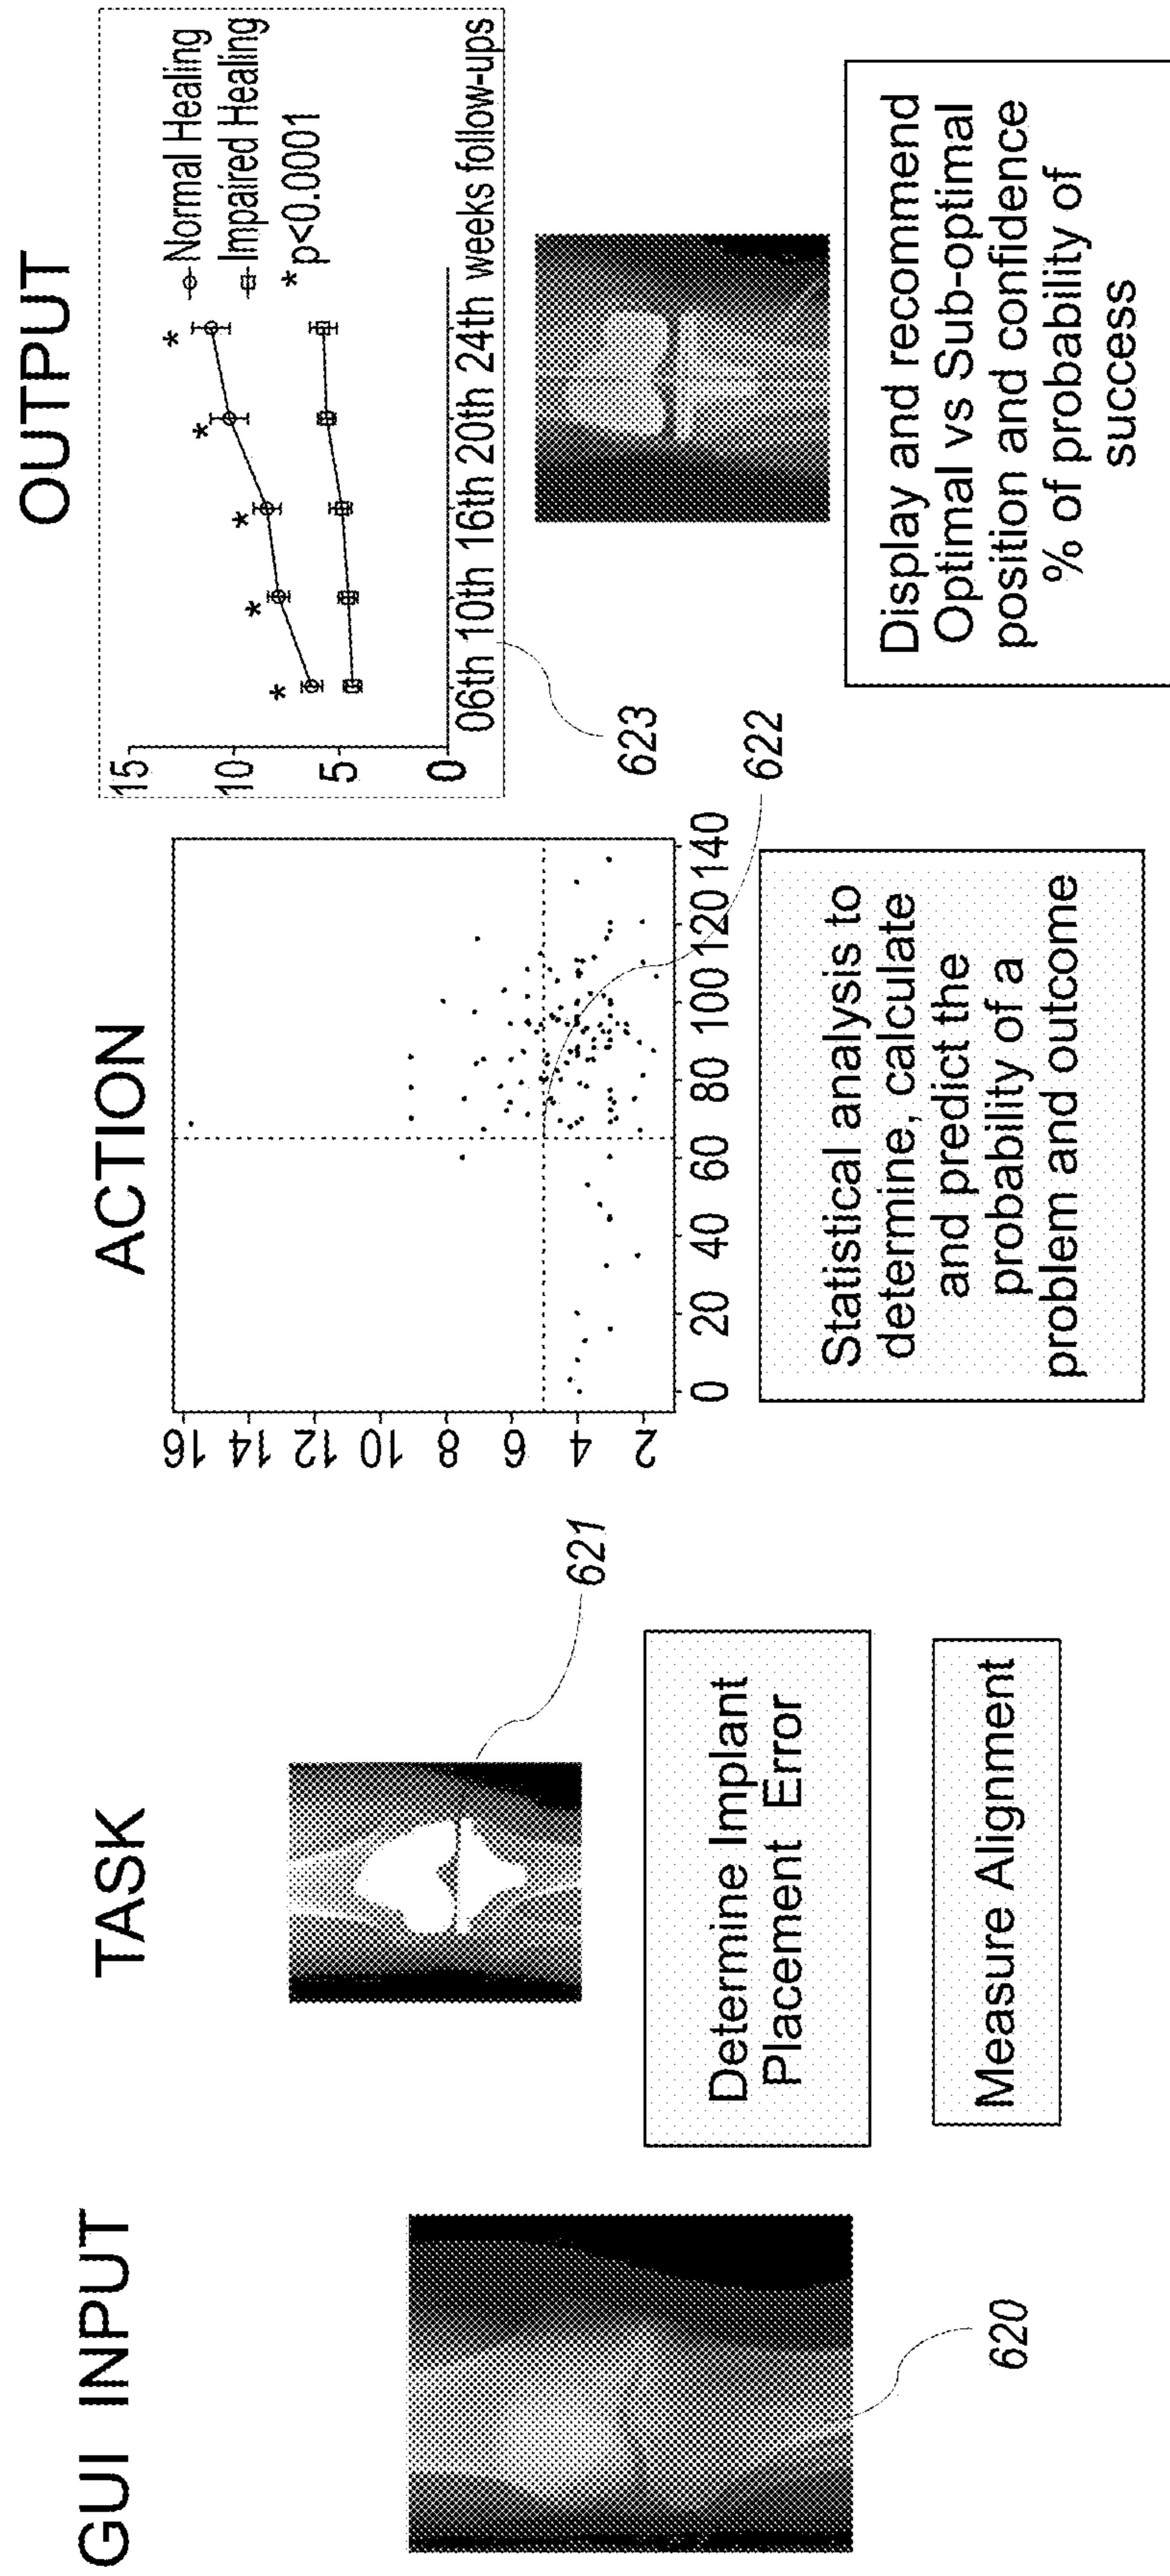 GUI INPUT
620
TASK
621
Determine Implant
Placement Error
Measure Alignment
ACTION
16
14
12
10
8
6
4
2
0 20 40 60 80 100 120 140
622
Statistical analysis to
determine, calculate
and predict the
probability of a
problem and outcome
OUTPUT
15
10
5
0
Normal Healing
Impaired Healing
*p<0.0001
* * * * *
06th 10th 16th 20th 24th weeks follow-ups
623
Display and recommend
Optimal vs Sub-optimal
position and confidence
% of probability of
success